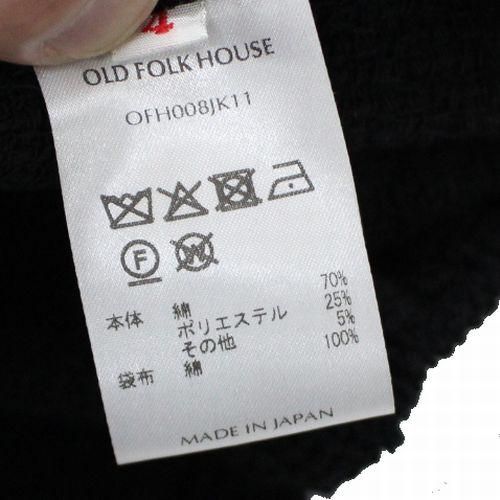 4
OLD FOLK HOUSE
OFH008JK11
F W
本体 綿 70%
ポリエステル 25%
その他 5%
袋布 綿 100%
MADE IN JAPAN